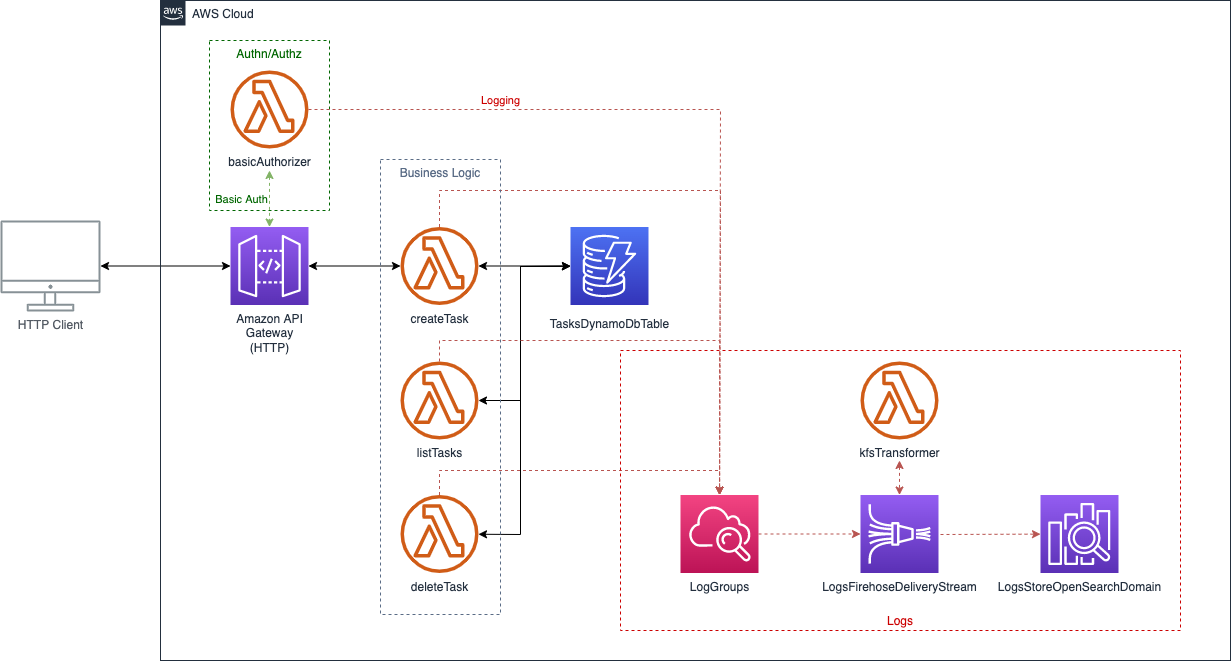 aws
AWS Cloud
Authn/Authz
basicAuthorizer
Logging
Basic Auth
Business Logic
HTTP Client
</>
Amazon API
Gateway
(HTTP)
createTask
TasksDynamoDbTable
listTasks
kfsTransformer
deleteTask
LogGroups
LogsFirehoseDeliveryStream
LogsStoreOpenSearchDomain
Logs